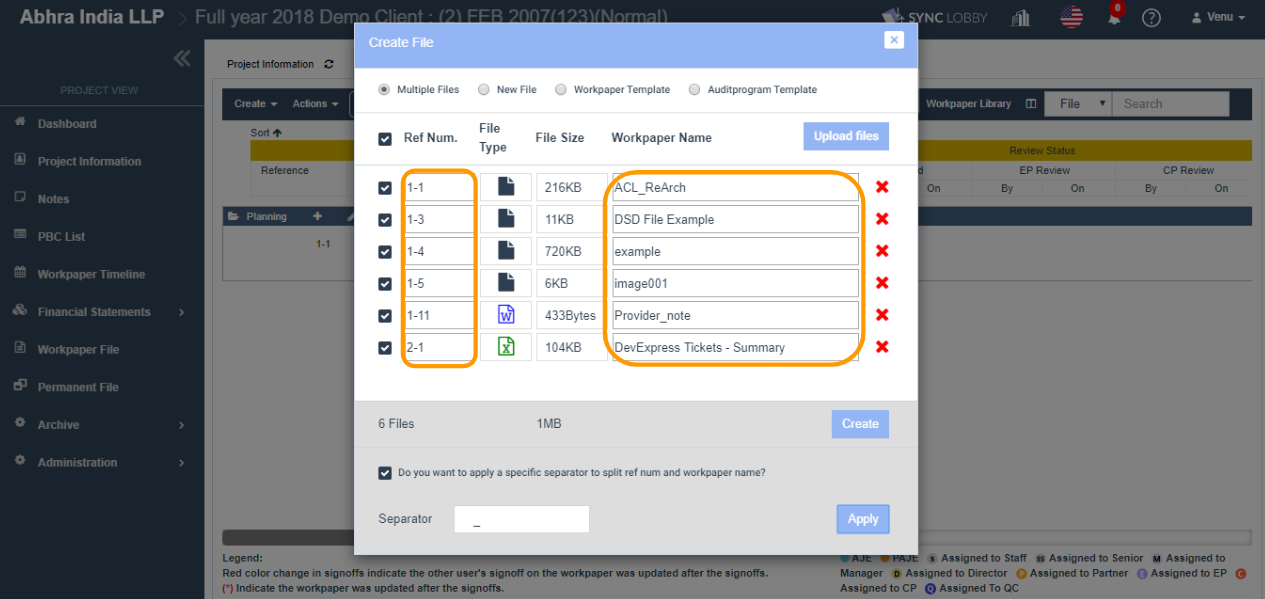 Abhra India LLP
Full year 2018 Demo Client : (2) FEB 2007(123)(Normal)
SYNC LOBBY
0
Venu
PROJECT VIEW
Dashboard
Project Information
Notes
PBC List
Workpaper Timeline
Financial Statements
Workpaper File
Permanent File
Archive
Administration
Project Information
Create
Actions
Workpaper Library
File
Search
Sort
Reference
Review Status
EP Review
CP Review
On
By
On
By
On
Planning
1-1
Create File
Multiple Files
New File
Workpaper Template
Auditprogram Template
Ref Num.
File
Type
File Size
Workpaper Name
Upload files
1-1 216KB ACL_ReArch
1-3 11KB DSD File Example
1-4 720KB example
1-5 6KB image001
1-11 433Bytes Provider_note
2-1 104KB DevExpress Tickets - Summary
6 Files
1MB
Create
Do you want to apply a specific separator to split ref num and workpaper name?
Separator
_
Apply
Legend:
Red color change in signoffs indicate the other user's signoff on the workpaper was updated after the signoffs.
(*) Indicate the workpaper was updated after the signoffs.
AJE PAJE S Assigned to Staff SS Assigned to Senior M Assigned to
Manager D Assigned to Director P Assigned to Partner E Assigned to EP C
Assigned to CP Q Assigned To QC